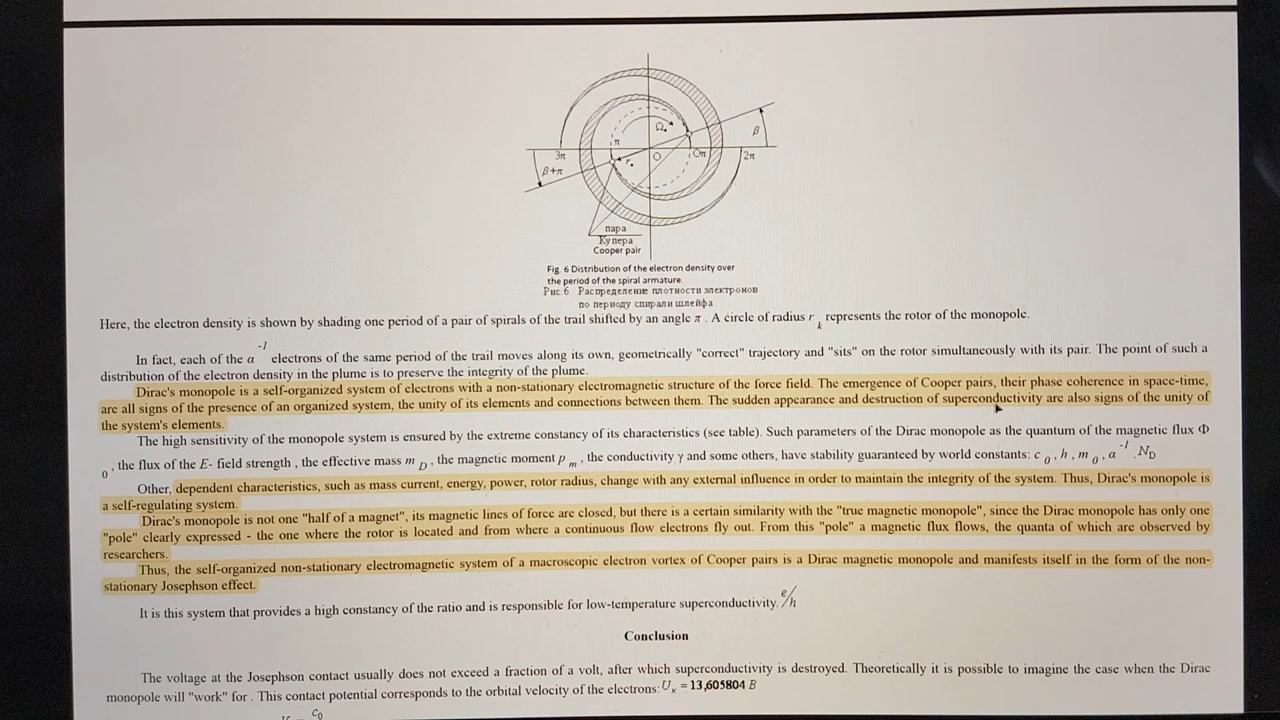 Ω.
β
π
3π
O
Oπ
2π
β+π
r.
пара
Купера
Cooper pair
Fig. 6 Distribution of the electron density over
the period of the spiral armature.
Рис.6 Распределение плотности электронов
по периоду спирали шлейфа
Here, the electron density is shown by shading one period of a pair of spirals of the trail shifted by an angle π . A circle of radius r k represents the rotor of the monopole.
In fact, each of the α -1 electrons of the same period of the trail moves along its own, geometrically "correct" trajectory and "sits" on the rotor simultaneously with its pair. The point of such a
distribution of the electron density in the plume is to preserve the integrity of the plume.
Dirac's monopole is a self-organized system of electrons with a non-stationary electromagnetic structure of the force field. The emergence of Cooper pairs, their phase coherence in space-time,
are all signs of the presence of an organized system, the unity of its elements and connections between them. The sudden appearance and destruction of superconductivity are also signs of the unity of
the system's elements.
The high sensitivity of the monopole system is ensured by the extreme constancy of its characteristics (see table). Such parameters of the Dirac monopole as the quantum of the magnetic flux Φ
0 , the flux of the E- field strength , the effective mass m D , the magnetic moment p m , the conductivity γ and some others, have stability guaranteed by world constants: c 0 , h , m 0 , α -1 . N D
Other, dependent characteristics, such as mass current, energy, power, rotor radius, change with any external influence in order to maintain the integrity of the system. Thus, Dirac's monopole is
a self-regulating system.
Dirac's monopole is not one "half of a magnet", its magnetic lines of force are closed, but there is a certain similarity with the "true magnetic monopole", since the Dirac monopole has only one
"pole" clearly expressed - the one where the rotor is located and from where a continuous flow electrons fly out. From this "pole" a magnetic flux flows, the quanta of which are observed by
researchers.
Thus, the self-organized non-stationary electromagnetic system of a macroscopic electron vortex of Cooper pairs is a Dirac magnetic monopole and manifests itself in the form of the non-
stationary Josephson effect.
It is this system that provides a high constancy of the ratio and is responsible for low-temperature superconductivity. e/h
Conclusion
The voltage at the Josephson contact usually does not exceed a fraction of a volt, after which superconductivity is destroyed. Theoretically it is possible to imagine the case when the Dirac
monopole will "work" for . This contact potential corresponds to the orbital velocity of the electrons: U x = 13,605804 B
c0